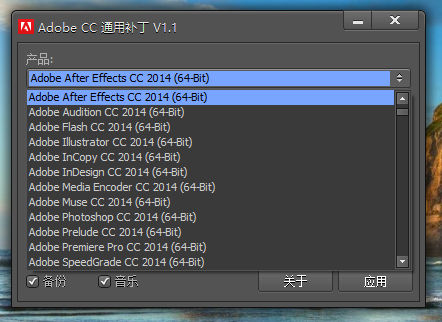 Adobe CC 通用补丁 V1.1
产品:
Adobe After Effects CC 2014 (64-Bit)
Adobe After Effects CC 2014 (64-Bit)
Adobe Audition CC 2014 (64-Bit)
Adobe Flash CC 2014 (64-Bit)
Adobe Illustrator CC 2014 (64-Bit)
Adobe InCopy CC 2014 (64-Bit)
Adobe InDesign CC 2014 (64-Bit)
Adobe Media Encoder CC 2014 (64-Bit)
Adobe Muse CC 2014 (64-Bit)
Adobe Photoshop CC 2014 (64-Bit)
Adobe Prelude CC 2014 (64-Bit)
Adobe Premiere Pro CC 2014 (64-Bit)
Adobe SpeedGrade CC 2014 (64-Bit)
备份 音乐 关于 应用